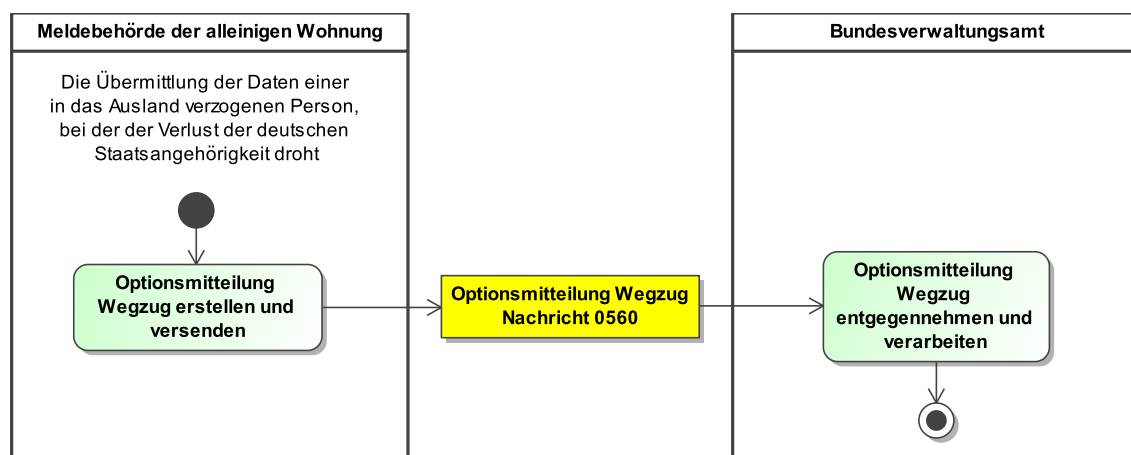 Meldebehörde der alleinigen Wohnung
Die Übermittlung der Daten einer
in das Ausland verzogenen Person,
bei der der Verlust der deutschen
Staatsangehörigkeit droht
Optionsmitteilung
Wegzug erstellen und
versenden
Optionsmitteilung Wegzug
Nachricht 0560
Bundesverwaltungsamt
Optionsmitteilung
Wegzug
entgegennehmen und
verarbeiten